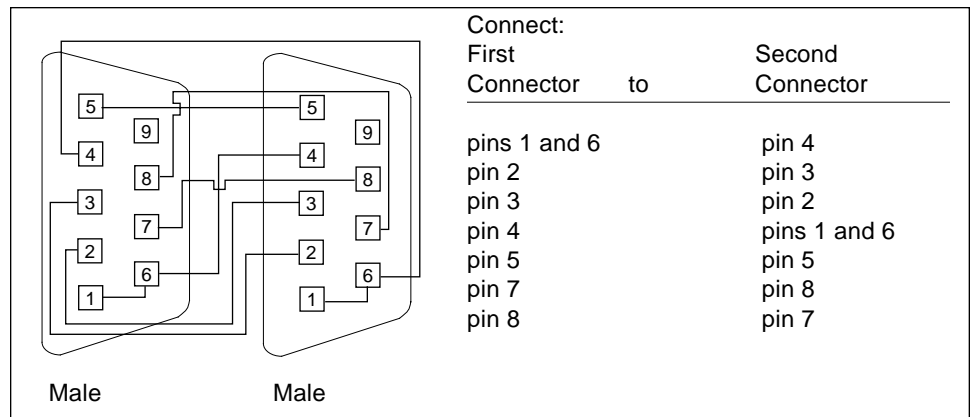 Connect:
First Second
Connector to Connector
pins 1 and 6 pin 4
pin 2 pin 3
pin 3 pin 2
pin 4 pins 1 and 6
pin 5 pin 5
pin 7 pin 8
pin 8 pin 7
5
9
4
8
3
7
2
6
1
5
9
4
8
3
7
2
6
1
Male Male